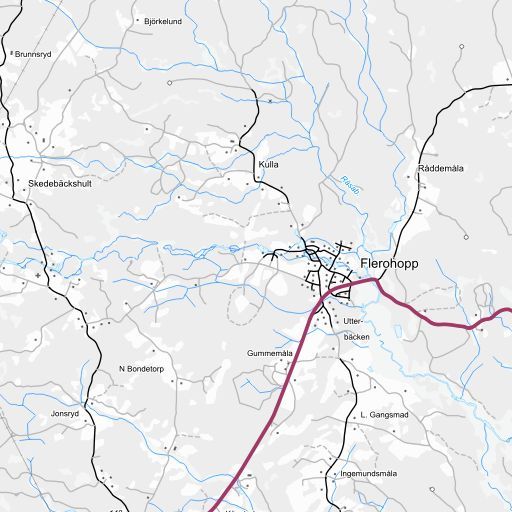 Björkelund
Brunnsryd
Kulla
Råddemåla
Skedebäckshult
Flerohopp
Utter-
bäcken
Gummemåla
N Bondetorp
Jonsryd
L. Gangsmad
Ingemundsmåla